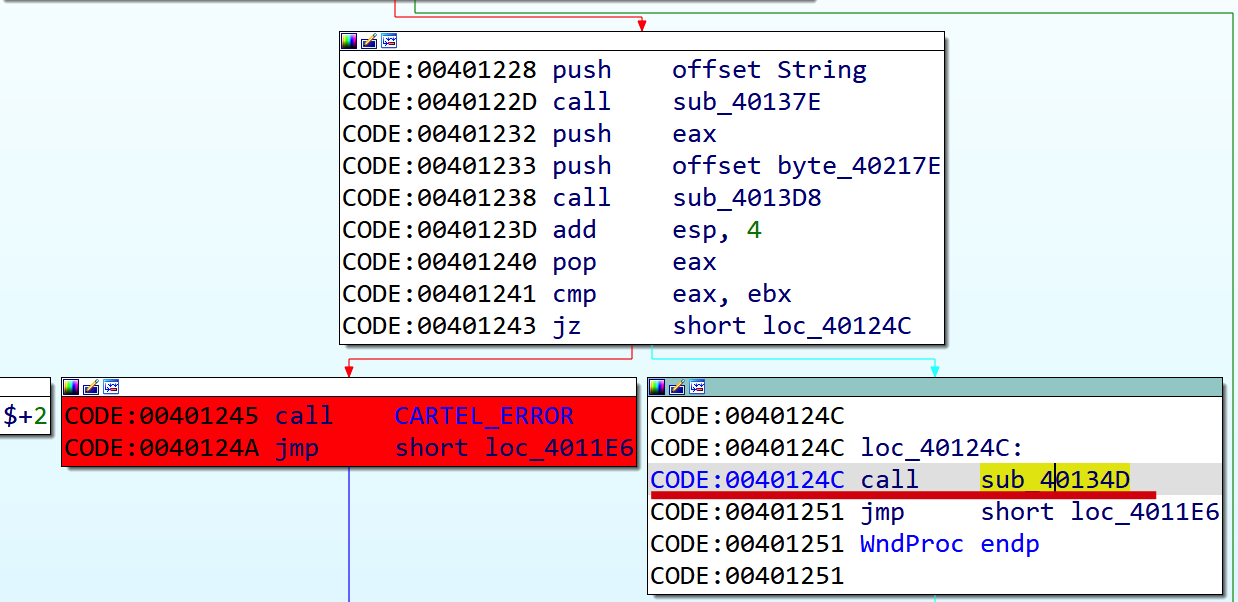 CODE:00401228 push offset String
CODE:0040122D call sub_40137E
CODE:00401232 push eax
CODE:00401233 push offset byte_40217E
CODE:00401238 call sub_4013D8
CODE:0040123D add esp, 4
CODE:00401240 pop eax
CODE:00401241 cmp eax, ebx
CODE:00401243 jz short loc_40124C
$+2
CODE:00401245 call CARTEL_ERROR
CODE:0040124A jmp short loc_4011E6
CODE:0040124C
CODE:0040124C loc_40124C:
CODE:0040124C call sub_40134D
CODE:00401251 jmp short loc_4011E6
CODE:00401251 WndProc endp
CODE:00401251